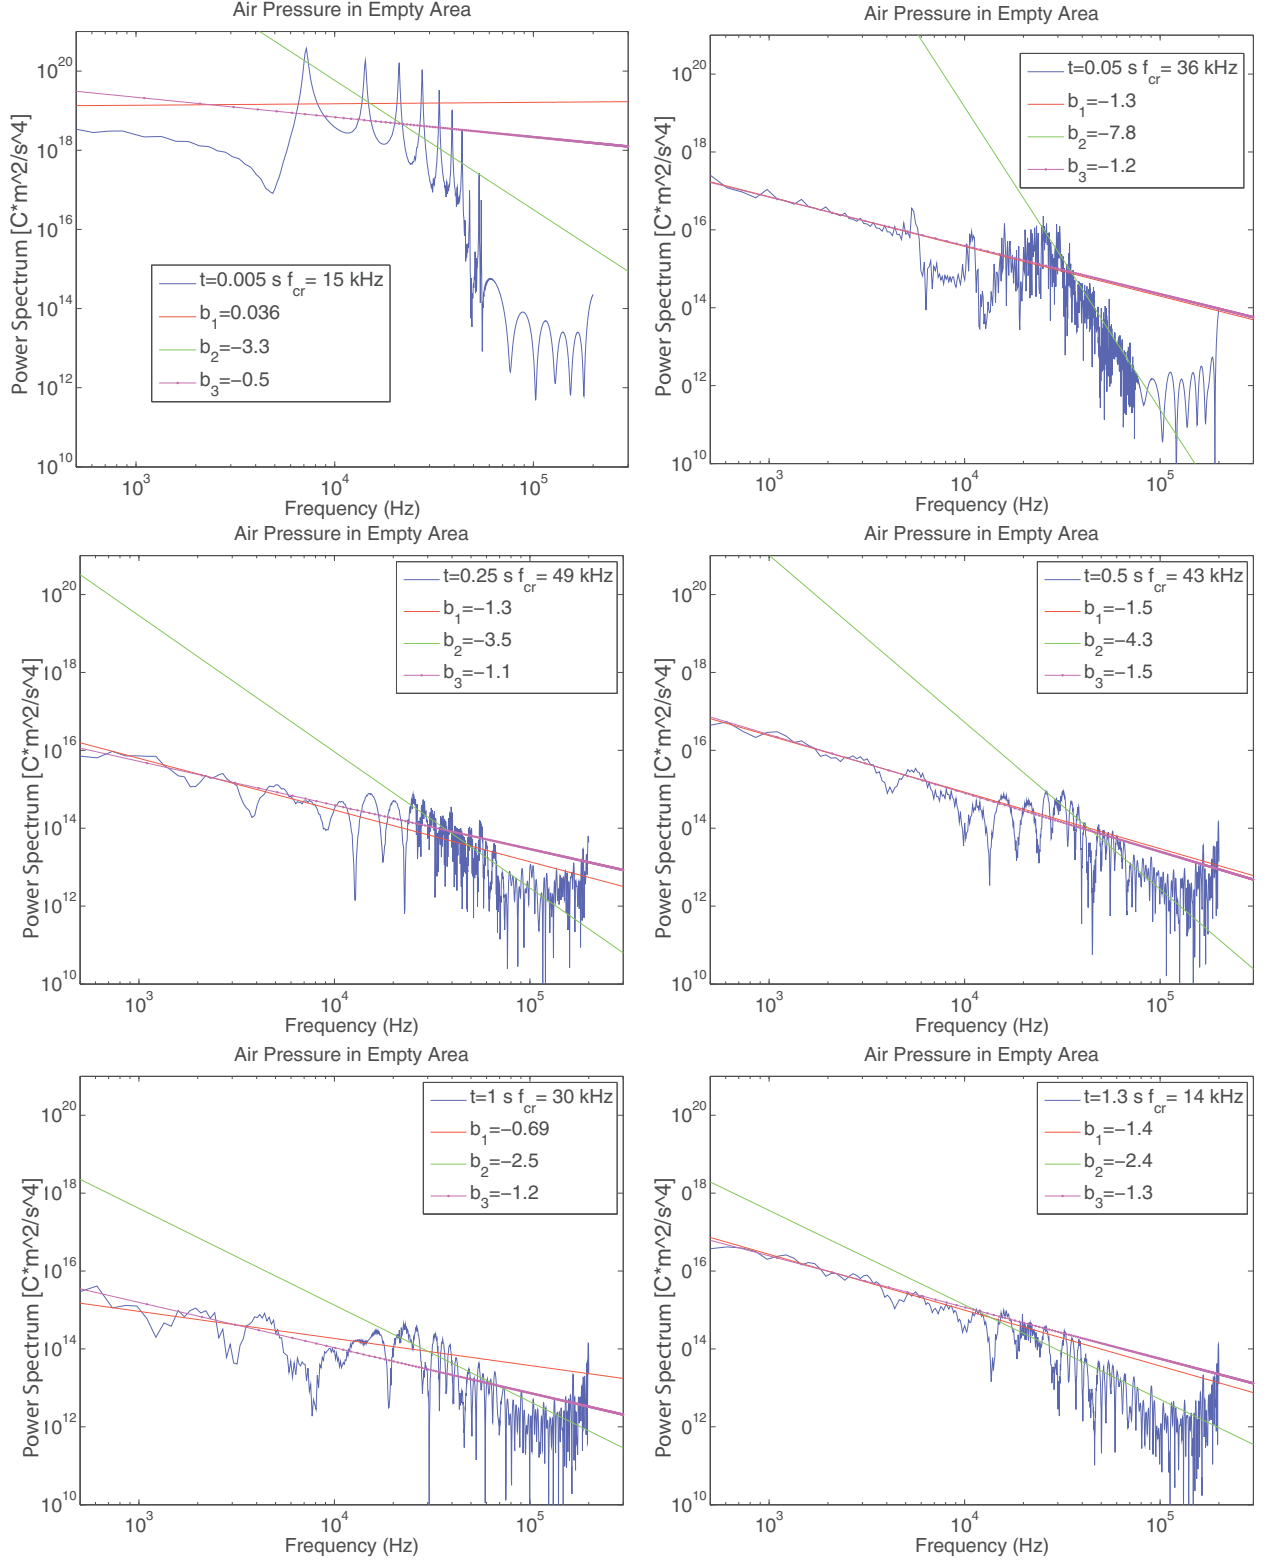 Air Pressure in Empty Area
Power Spectrum [C*m^2/s^4]
10^20
10^18
10^16
10^14
10^12
10^10
t=0.005 s f_cr= 15 kHz
b_1=0.036
b_2=−3.3
b_3=−0.5
10^3
10^4
10^5
Frequency (Hz)
Air Pressure in Empty Area
Power Spectrum [C*m^2/s^4]
10^20
0^18
0^16
0^14
0^12
10^10
t=0.05 s f_cr= 36 kHz
b_1=−1.3
b_2=−7.8
b_3=−1.2
10^3
10^4
10^5
Frequency (Hz)
Air Pressure in Empty Area
Power Spectrum [C*m^2/s^4]
10^20
10^18
10^16
10^14
0^12
10^10
t=0.25 s f_cr= 49 kHz
b_1=−1.3
b_2=−3.5
b_3=−1.1
10^3
10^4
10^5
Frequency (Hz)
Air Pressure in Empty Area
Power Spectrum [C*m^2/s^4]
10^20
0^18
0^16
0^14
0^12
10^10
t=0.5 s f_cr= 43 kHz
b_1=−1.5
b_2=−4.3
b_3=−1.5
10^3
10^4
10^5
Frequency (Hz)
Air Pressure in Empty Area
Power Spectrum [C*m^2/s^4]
10^20
10^18
10^16
10^14
10^12
10^10
t=1 s f_cr= 30 kHz
b_1=−0.69
b_2=−2.5
b_3=−1.2
10^3
10^4
10^5
Frequency (Hz)
Air Pressure in Empty Area
Power Spectrum [C*m^2/s^4]
10^20
0^18
0^16
0^14
0^12
10^10
t=1.3 s f_cr= 14 kHz
b_1=−1.4
b_2=−2.4
b_3=−1.3
10^3
10^4
10^5
Frequency (Hz)